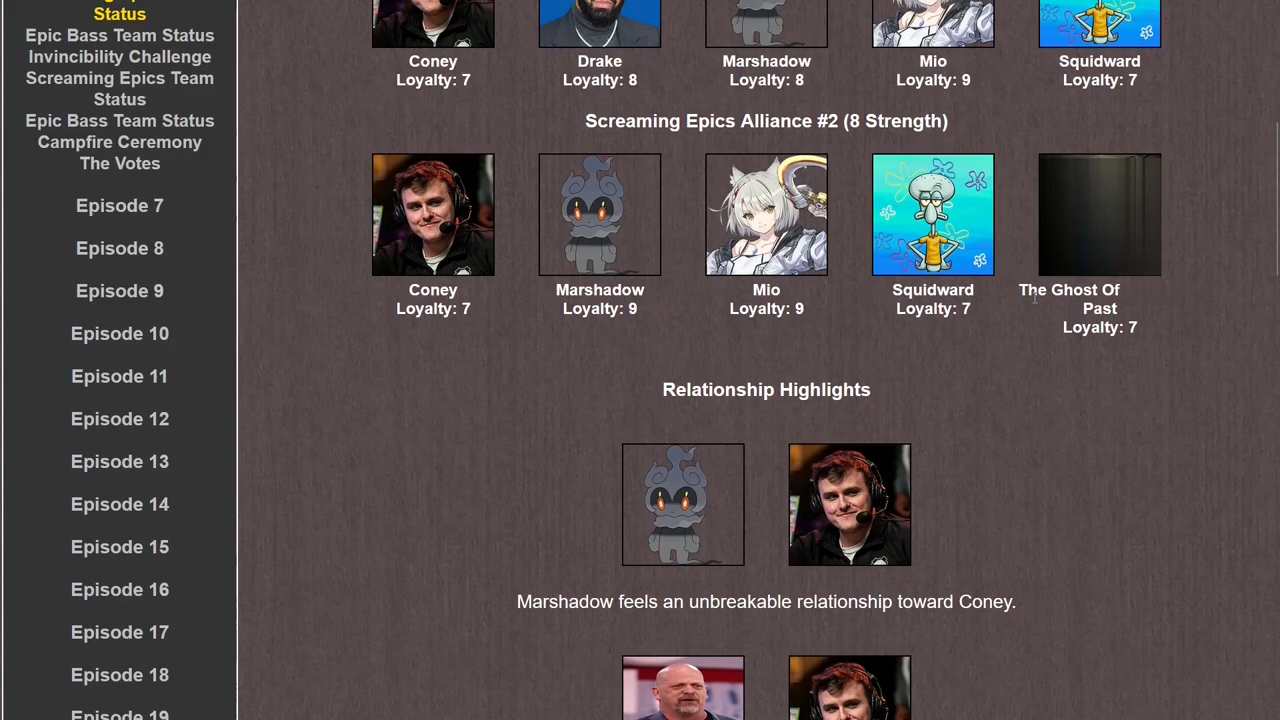 Status
Epic Bass Team Status
Invincibility Challenge
Screaming Epics Team
Status
Epic Bass Team Status
Campfire Ceremony
The Votes
Episode 7
Episode 8
Episode 9
Episode 10
Episode 11
Episode 12
Episode 13
Episode 14
Episode 15
Episode 16
Episode 17
Episode 18
Episode 19
Coney
Loyalty: 7
Drake
Loyalty: 8
Marshadow
Loyalty: 8
Mio
Loyalty: 9
Squidward
Loyalty: 7
Screaming Epics Alliance #2 (8 Strength)
Coney
Loyalty: 7
Marshadow
Loyalty: 9
Mio
Loyalty: 9
Squidward
Loyalty: 7
The Ghost Of
Past
Loyalty: 7
Relationship Highlights
Marshadow feels an unbreakable relationship toward Coney.